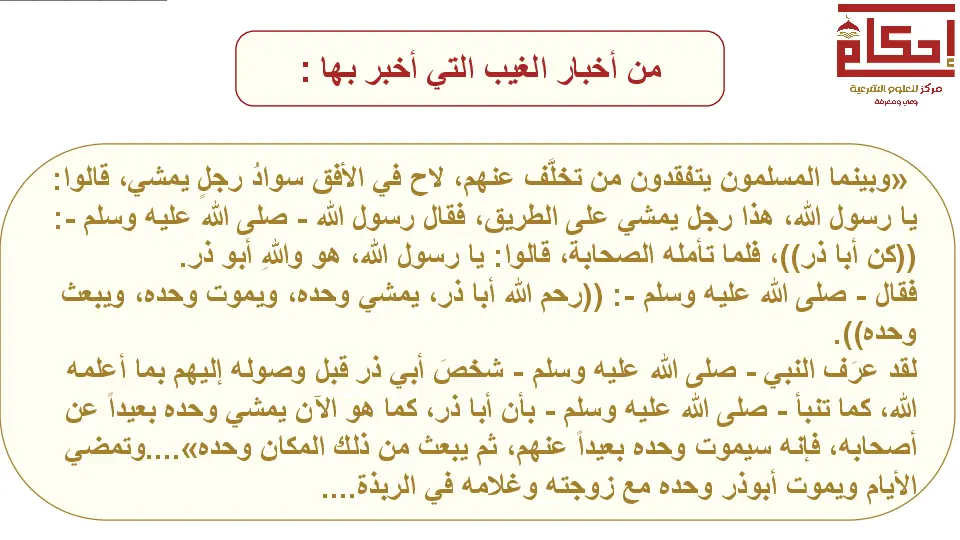 إحكام
مركز للعلوم الشرعية
وعي ومعرفة
من أخبار الغيب التي أخبر بها :
«وبينما المسلمون يتفقدون من تخلَّف عنهم، لاح في الأفق سوادُ رجلٍ يمشي، قالوا:
يا رسول الله، هذا رجل يمشي على الطريق، فقال رسول الله - صلى الله عليه وسلم -:
((كن أبا ذر))، فلما تأمله الصحابة، قالوا: يا رسول الله، هو واللهِ أبو ذر.
فقال - صلى الله عليه وسلم -: ((رحم الله أبا ذر، يمشي وحده، ويموت وحده، ويبعث
وحده)).
لقد عرَف النبي - صلى الله عليه وسلم - شخصَ أبي ذر قبل وصوله إليهم بما أعلمه
الله، كما تنبأ - صلى الله عليه وسلم - بأن أبا ذر، كما هو الآن يمشي وحده بعيداً عن
أصحابه، فإنه سيموت وحده بعيداً عنهم، ثم يبعث من ذلك المكان وحده»....وتمضي
الأيام ويموت أبوذر وحده مع زوجته وغلامه في الربذة....